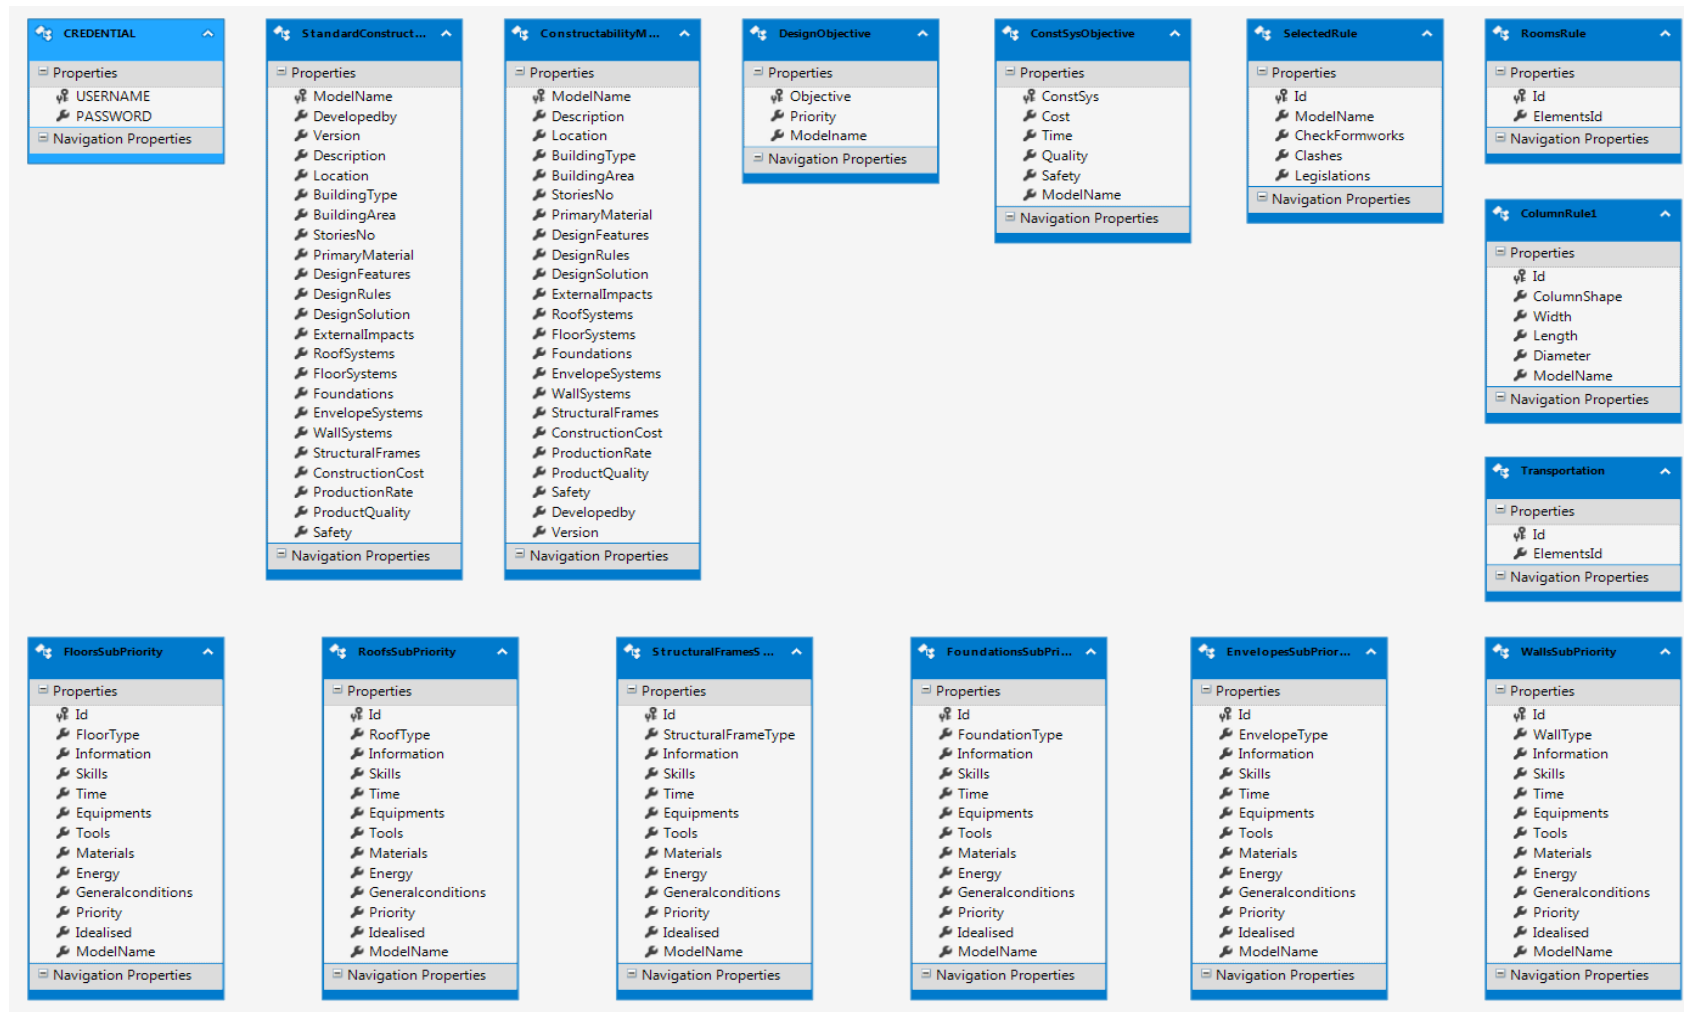 CREDENTIAL
Properties
USERNAME
PASSWORD
Navigation Properties
StandardConstruct...
Properties
ModelName
Developedby
Version
Description
Location
BuildingType
BuildingArea
StoriesNo
PrimaryMaterial
DesignFeatures
DesignRules
DesignSolution
ExternalImpacts
RoofSystems
FloorSystems
Foundations
EnvelopeSystems
WallSystems
StructuralFrames
ConstructionCost
ProductionRate
ProductQuality
Safety
Navigation Properties
ConstructabilityM...
Properties
ModelName
Description
Location
BuildingType
BuildingArea
StoriesNo
PrimaryMaterial
DesignFeatures
DesignRules
DesignSolution
ExternalImpacts
RoofSystems
FloorSystems
Foundations
EnvelopeSystems
WallSystems
StructuralFrames
ConstructionCost
ProductionRate
ProductQuality
Safety
Developedby
Version
Navigation Properties
DesignObjective
Properties
Objective
Priority
Modelname
Navigation Properties
ConstSysObjective
Properties
ConstSys
Cost
Time
Quality
Safety
ModelName
Navigation Properties
SelectedRule
Properties
Id
ModelName
CheckFormworks
Clashes
Legislations
Navigation Properties
RoomsRule
Properties
Id
ElementsId
Navigation Properties
ColumnRule1
Properties
Id
ColumnShape
Width
Length
Diameter
ModelName
Navigation Properties
Transportation
Properties
Id
ElementsId
Navigation Properties
FloorsSubPriority
Properties
Id
FloorType
Information
Skills
Time
Equipments
Tools
Materials
Energy
Generalconditions
Priority
Idealised
ModelName
Navigation Properties
RoofsSubPriority
Properties
Id
RoofType
Information
Skills
Time
Equipments
Tools
Materials
Energy
Generalconditions
Priority
Idealised
ModelName
Navigation Properties
StructuralFramesS...
Properties
Id
StructuralFrameType
Information
Skills
Time
Equipments
Tools
Materials
Energy
Generalconditions
Priority
Idealised
ModelName
Navigation Properties
FoundationsSubPri...
Properties
Id
FoundationType
Information
Skills
Time
Equipments
Tools
Materials
Energy
Generalconditions
Priority
Idealised
ModelName
Navigation Properties
EnvelopesSubPrior...
Properties
Id
EnvelopeType
Information
Skills
Time
Equipments
Tools
Materials
Energy
Generalconditions
Priority
Idealised
ModelName
Navigation Properties
WallsSubPriority
Properties
Id
WallType
Information
Skills
Time
Equipments
Tools
Materials
Energy
Generalconditions
Priority
Idealised
ModelName
Navigation Properties